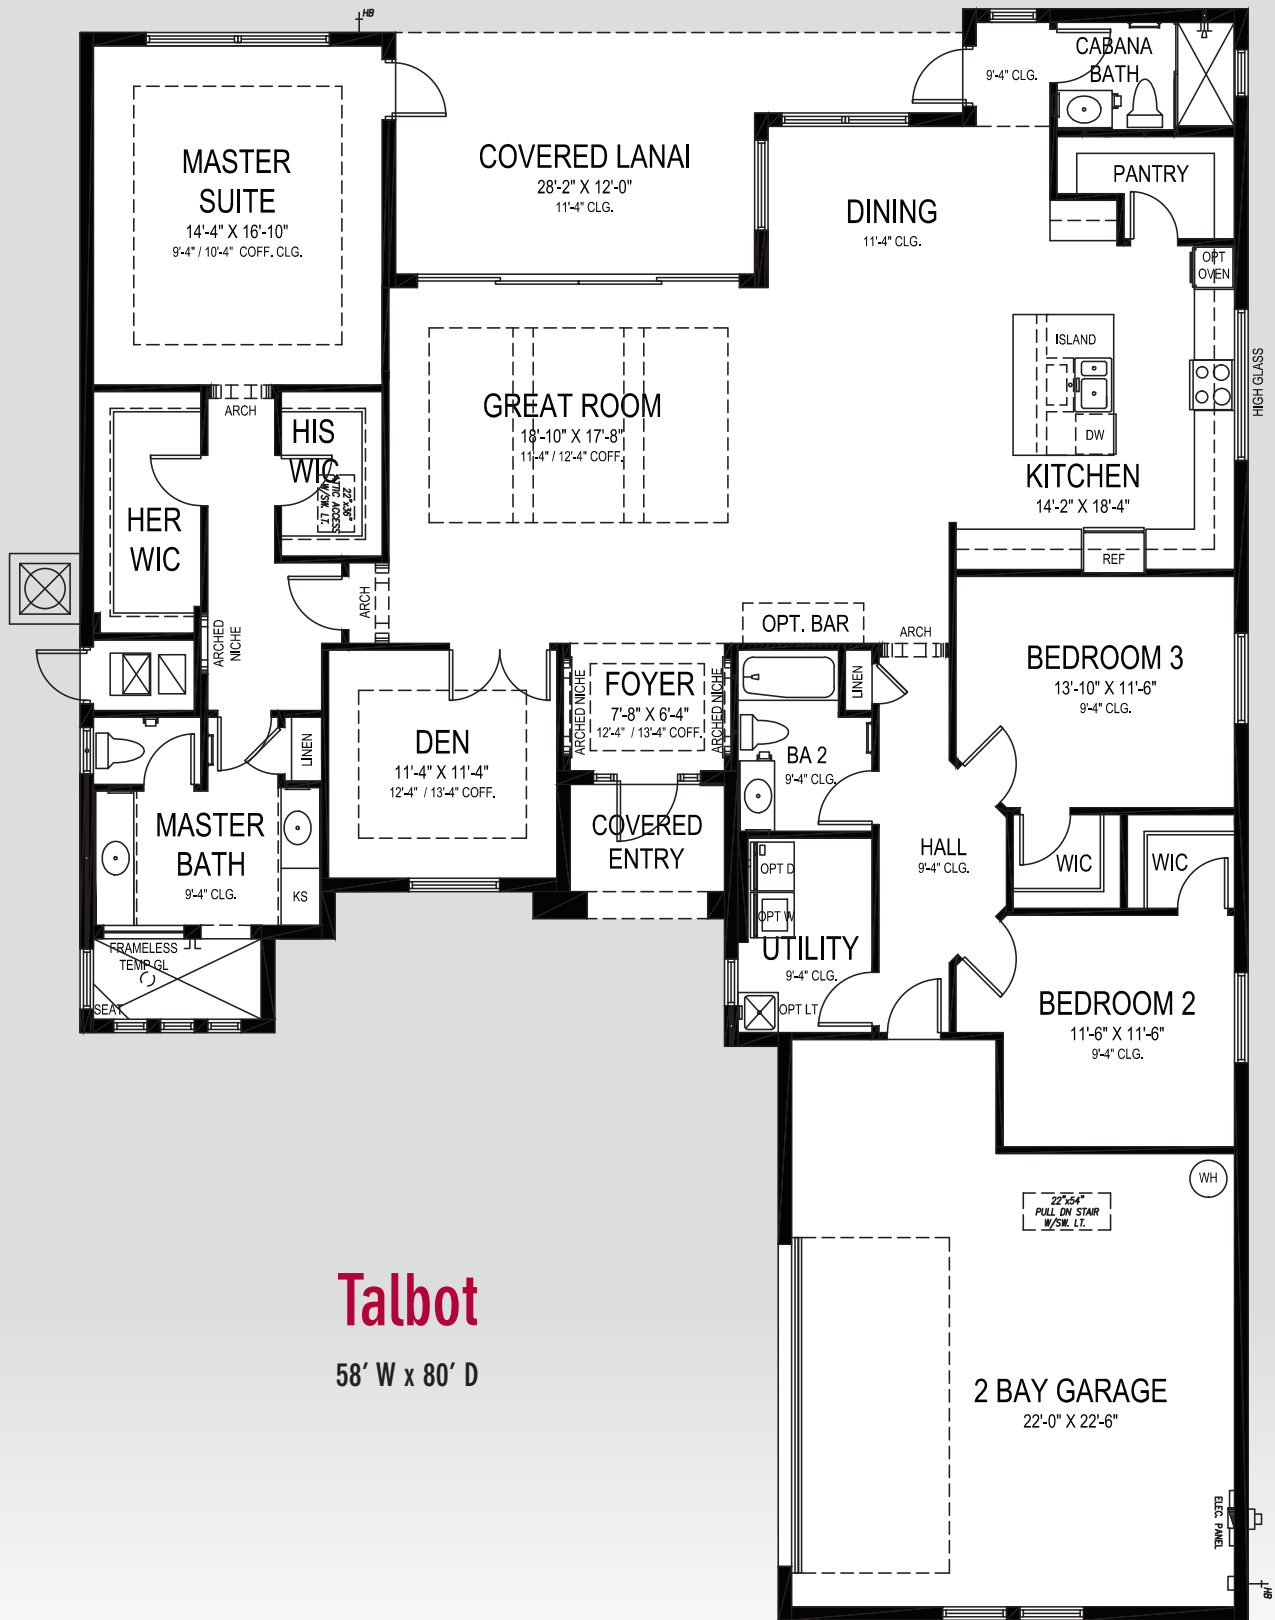 HB
CABANA
BATH
9'-4" CLG.
MASTER
SUITE
14'-4" X 16'-10"
9'-4" / 10'-4" COFF. CLG.
COVERED LANAI
28'-2" X 12'-0"
11'-4" CLG.
DINING
11'-4" CLG.
PANTRY
OPT
OVEN
ISLAND
DW
HIGH GLASS
KITCHEN
14'-2" X 18'-4"
REF
GREAT ROOM
18'-10" X 17'-8"
11'-4" / 12'-4" COFF.
ARCH
HIS
WIC
22"x36"
ATTIC ACCESS
W/SW. LT.
HER
WIC
ARCHED
NICHE
ARCH
OPT. BAR
ARCH
LINEN
BEDROOM 3
13'-10" X 11'-6"
9'-4" CLG.
FOYER
7'-8" X 6'-4"
12'-4" / 13'-4" COFF.
ARCHED NICHE
ARCHED NICHE
DEN
11'-4" X 11'-4"
12'-4" / 13'-4" COFF.
LINEN
BA 2
9'-4" CLG.
MASTER
BATH
9'-4" CLG.
KS
COVERED
ENTRY
HALL
9'-4" CLG.
WIC
WIC
OPT D
OPT W
UTILITY
9'-4" CLG.
OPT LT
FRAMELESS
TEMP GL
SEAT
BEDROOM 2
11'-6" X 11'-6"
9'-4" CLG.
WH
22"x54"
PULL DN STAIR
W/SW. LT.
Talbot
58' W x 80' D
2 BAY GARAGE
22'-0" X 22'-6"
ELEC. PANEL
HB